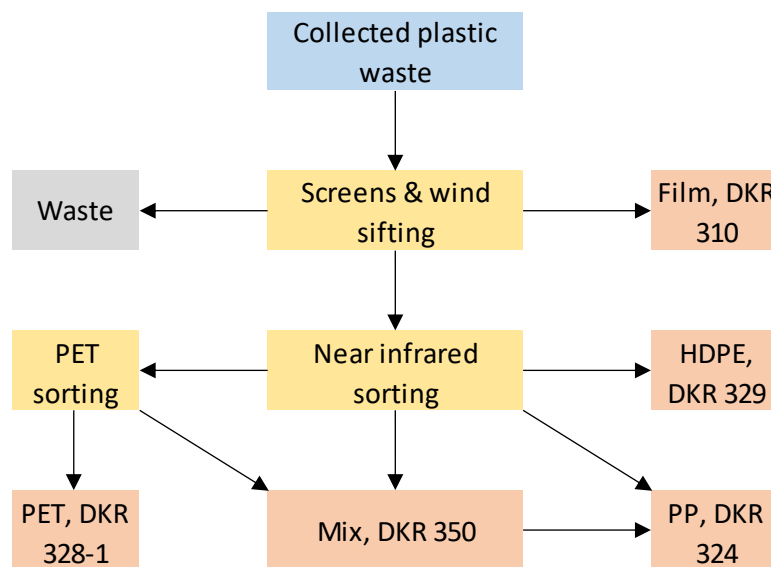 Collected plastic
waste
Waste
Screens & wind
sifting
Film, DKR
310
PET
sorting
Near infrared
sorting
HDPE,
DKR 329
PET, DKR
328-1
Mix, DKR 350
PP, DKR
324